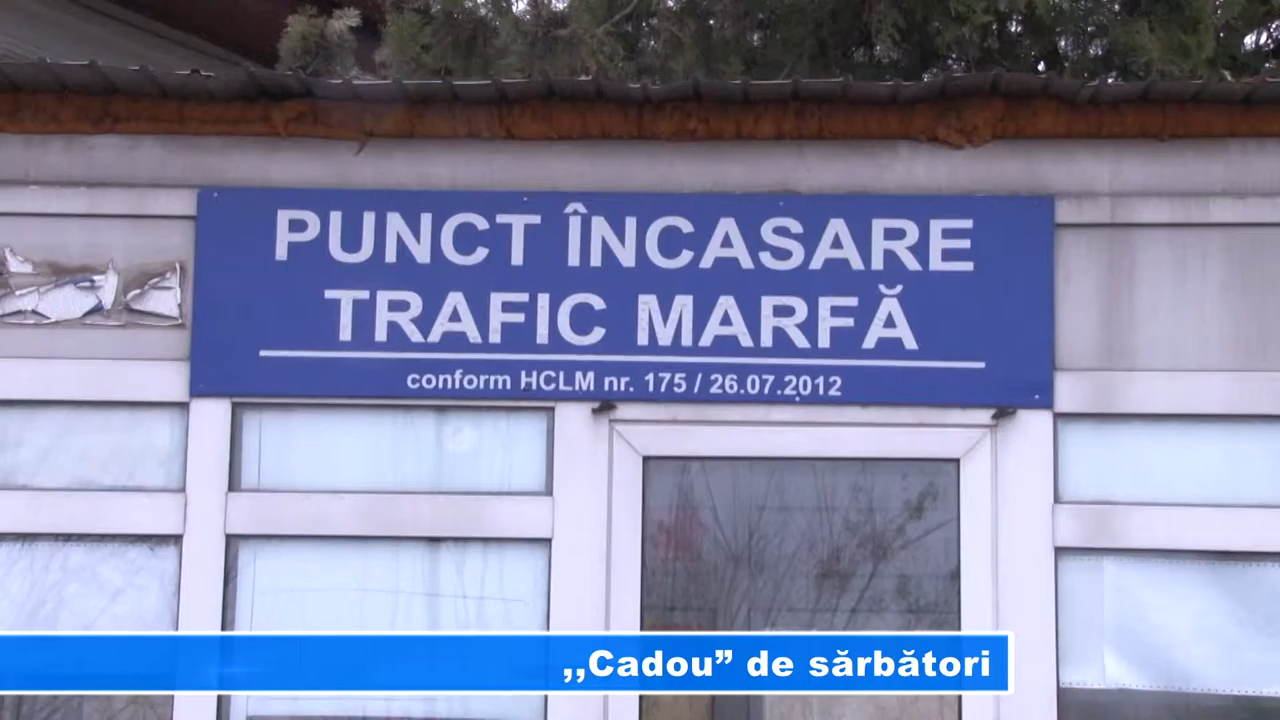 PUNCT ÎNCASARE
TRAFIC MARFĂ
conform HCLM nr. 175 / 26.07.2012
,,Cadou” de sărbători